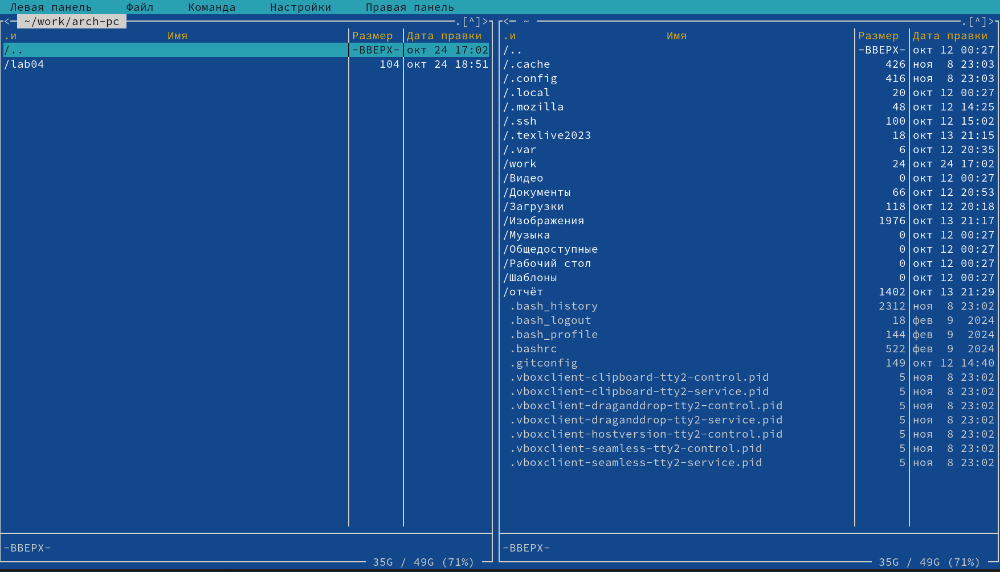 Левая панель Файл Команда Настройки Правая панель
<─ ~/work/arch-pc .[^]>
.и Имя Размер Дата правки
/.. -ВВЕРХ- окт 24 17:02
/lab04 104 окт 24 18:51
-ВВЕРХ-
35G / 49G (71%)
<─ ~ .[^]>
.и Имя Размер Дата правки
/.. -ВВЕРХ- окт 12 00:27
/.cache 426 ноя 8 23:03
/.config 416 ноя 8 23:03
/.local 20 окт 12 00:27
/.mozilla 48 окт 12 14:25
/.ssh 100 окт 12 15:02
/.texlive2023 18 окт 13 21:15
/.var 6 окт 12 20:35
/work 24 окт 24 17:02
/Видео 0 окт 12 00:27
/Документы 66 окт 12 20:53
/Загрузки 118 окт 12 20:18
/Изображения 1976 окт 13 21:17
/Музыка 0 окт 12 00:27
/Общедоступные 0 окт 12 00:27
/Рабочий стол 0 окт 12 00:27
/Шаблоны 0 окт 12 00:27
/отчёт 1402 окт 13 21:29
.bash_history 2312 ноя 8 23:02
.bash_logout 18 фев 9 2024
.bash_profile 144 фев 9 2024
.bashrc 522 фев 9 2024
.gitconfig 149 окт 12 14:40
.vboxclient-clipboard-tty2-control.pid 5 ноя 8 23:02
.vboxclient-clipboard-tty2-service.pid 5 ноя 8 23:02
.vboxclient-draganddrop-tty2-control.pid 5 ноя 8 23:02
.vboxclient-draganddrop-tty2-service.pid 5 ноя 8 23:02
.vboxclient-hostversion-tty2-control.pid 5 ноя 8 23:02
.vboxclient-seamless-tty2-control.pid 5 ноя 8 23:02
.vboxclient-seamless-tty2-service.pid 5 ноя 8 23:02
-ВВЕРХ-
35G / 49G (71%)